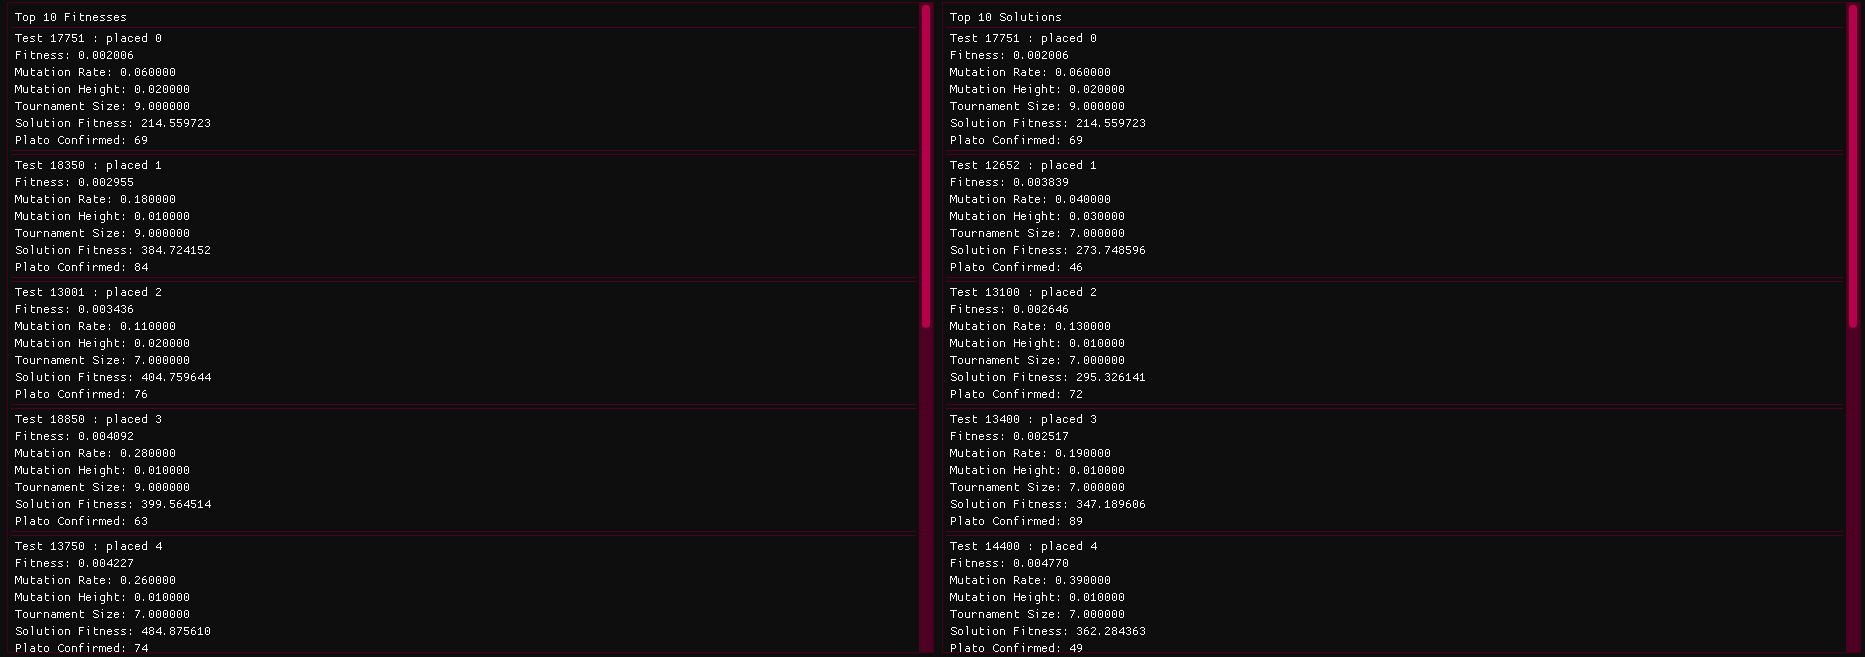 Top 10 Fitnesses
Test 17751 : placed 0
Fitness: 0.002006
Mutation Rate: 0.060000
Mutation Height: 0.020000
Tournament Size: 9.000000
Solution Fitness: 214.559723
Plato Confirmed: 69
Test 18350 : placed 1
Fitness: 0.002955
Mutation Rate: 0.180000
Mutation Height: 0.010000
Tournament Size: 9.000000
Solution Fitness: 384.724152
Plato Confirmed: 84
Test 13001 : placed 2
Fitness: 0.003436
Mutation Rate: 0.110000
Mutation Height: 0.020000
Tournament Size: 7.000000
Solution Fitness: 404.759644
Plato Confirmed: 76
Test 18850 : placed 3
Fitness: 0.004092
Mutation Rate: 0.280000
Mutation Height: 0.010000
Tournament Size: 9.000000
Solution Fitness: 399.564514
Plato Confirmed: 63
Test 13750 : placed 4
Fitness: 0.004227
Mutation Rate: 0.260000
Mutation Height: 0.010000
Tournament Size: 7.000000
Solution Fitness: 484.875610
Plato Confirmed: 74
Top 10 Solutions
Test 17751 : placed 0
Fitness: 0.002006
Mutation Rate: 0.060000
Mutation Height: 0.020000
Tournament Size: 9.000000
Solution Fitness: 214.559723
Plato Confirmed: 69
Test 12652 : placed 1
Fitness: 0.003839
Mutation Rate: 0.040000
Mutation Height: 0.030000
Tournament Size: 7.000000
Solution Fitness: 273.748596
Plato Confirmed: 46
Test 13100 : placed 2
Fitness: 0.002646
Mutation Rate: 0.130000
Mutation Height: 0.010000
Tournament Size: 7.000000
Solution Fitness: 295.326141
Plato Confirmed: 72
Test 13400 : placed 3
Fitness: 0.002517
Mutation Rate: 0.190000
Mutation Height: 0.010000
Tournament Size: 7.000000
Solution Fitness: 347.189606
Plato Confirmed: 89
Test 14400 : placed 4
Fitness: 0.004770
Mutation Rate: 0.390000
Mutation Height: 0.010000
Tournament Size: 7.000000
Solution Fitness: 362.284363
Plato Confirmed: 49